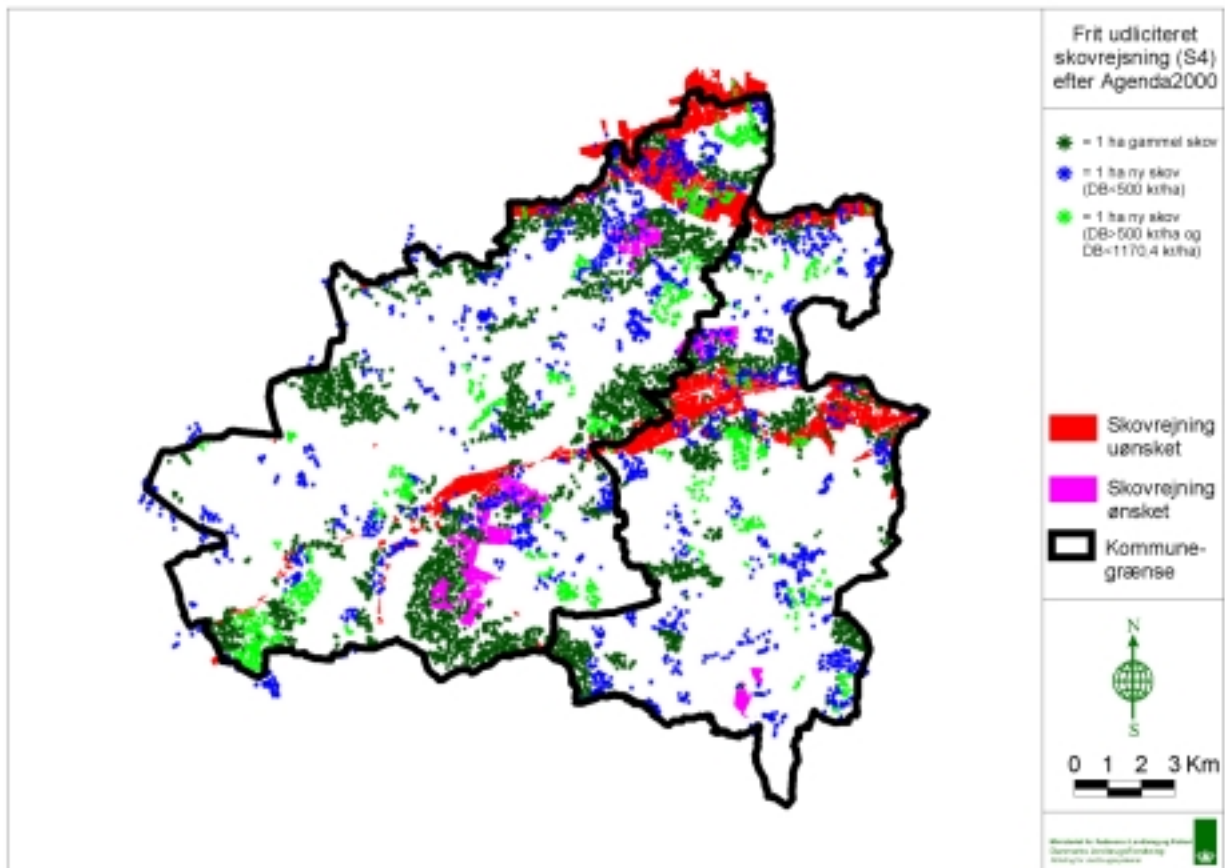 Frit udliciteret
skovrejsning (S4)
efter Agenda2000
= 1 ha gammel skov
= 1 ha ny skov
(DB<500 kr/ha)
= 1 ha ny skov
(DB>500 kr/ha og
DB<1170,4 kr/ha)
Skovrejning
uønsket
Skovrejning
ønsket
Kommune-
grænse
N
S
0 1 2 3 Km